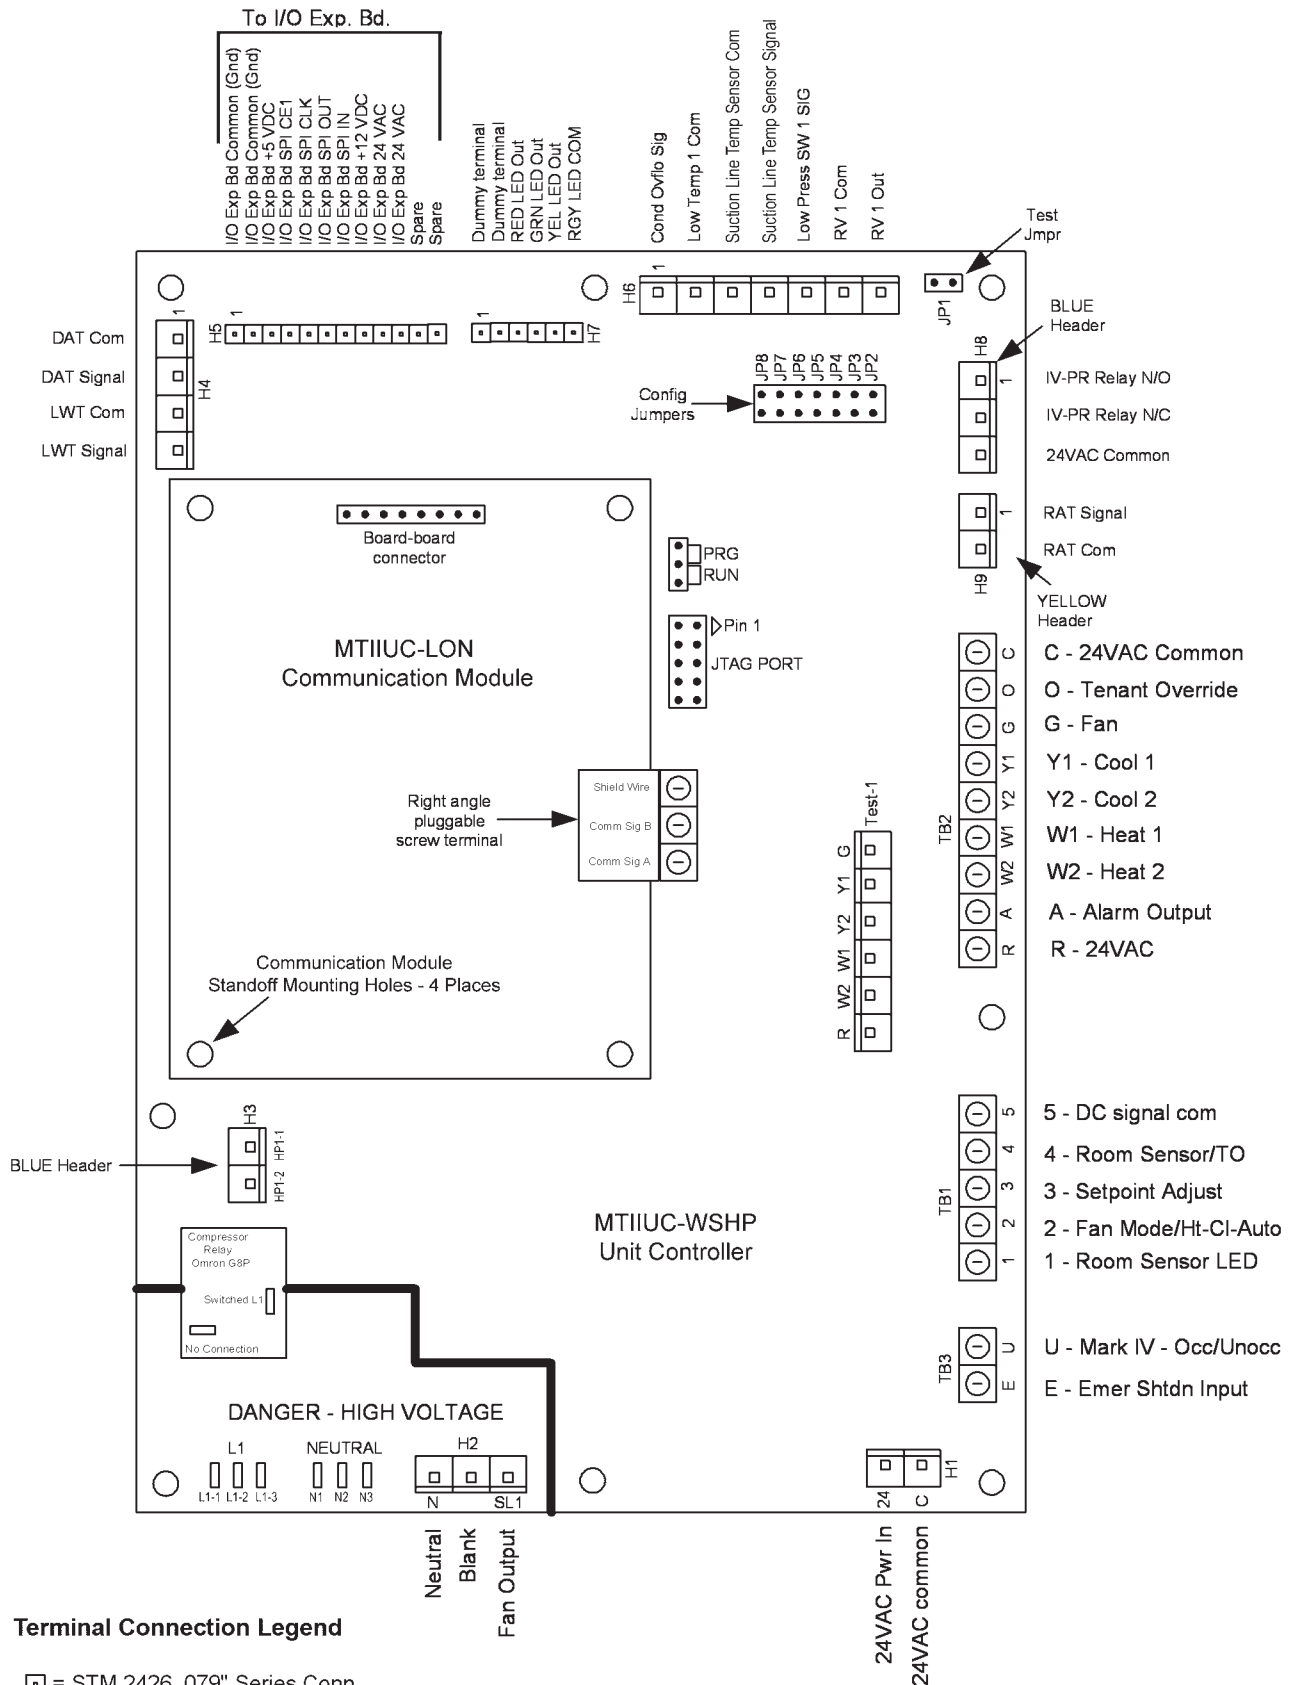 To I/O Exp. Bd.
I/O Exp Bd Common (Gnd)
I/O Exp Bd Common (Gnd)
I/O Exp Bd +5 VDC
I/O Exp Bd SPI CE1
I/O Exp Bd SPI CLK
I/O Exp Bd SPI OUT
I/O Exp Bd SPI IN
I/O Exp Bd +12 VDC
I/O Exp Bd 24 VAC
I/O Exp Bd 24 VAC
Spare
Spare
Dummy terminal
Dummy terminal
RED LED Out
GRN LED Out
YEL LED Out
RGY LED COM
Cond Ovflo Sig
Low Temp 1 Com
Suction Line Temp Sensor Com
Suction Line Temp Sensor Signal
Low Press SW 1 SIG
RV 1 Com
RV 1 Out
Test
Jmpr
JP1
H6
1
H5
1
1
H7
1
H4
DAT Com
DAT Signal
LWT Com
LWT Signal
BLUE
Header
H8
1
IV-PR Relay N/O
IV-PR Relay N/C
24VAC Common
JP8
JP7
JP6
JP5
JP4
JP3
JP2
Config
Jumpers
1
RAT Signal
RAT Com
H9
YELLOW
Header
Board-board
connector
PRG
RUN
Pin 1
JTAG PORT
MTIIUC-LON
Communication Module
C
O
G
Y1
Y2
W1
W2
A
R
TB2
C - 24VAC Common
O - Tenant Override
G - Fan
Y1 - Cool 1
Y2 - Cool 2
W1 - Heat 1
W2 - Heat 2
A - Alarm Output
R - 24VAC
Right angle
pluggable
screw terminal
Shield Wire
Comm Sig B
Comm Sig A
Test-1
G
Y1
Y2
W1
W2
R
Communication Module
Standoff Mounting Holes - 4 Places
H3
HP1-1
HP1-2
BLUE Header
5
4
3
2
1
TB1
5 - DC signal com
4 - Room Sensor/TO
3 - Setpoint Adjust
2 - Fan Mode/Ht-Cl-Auto
1 - Room Sensor LED
MTIIUC-WSHP
Unit Controller
Compressor
Relay
Omron G8P
Switched L1
No Connection
U
E
TB3
U - Mark IV - Occ/Unocc
E - Emer Shtdn Input
DANGER - HIGH VOLTAGE
L1
L1-1 L1-2 L1-3
NEUTRAL
N1 N2 N3
H2
N
SL1
Neutral
Blank
Fan Output
H1
24
C
24VAC Pwr In
24VAC common
Terminal Connection Legend
= STM 2426 .079" Series Conn